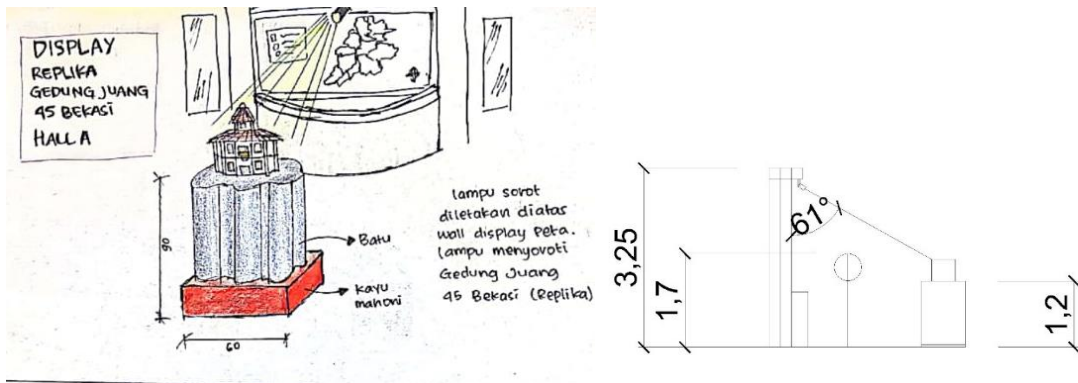 DISPLAY
REPLIKA
GEDUNG JUANG
45 BEKASI
HALL A
90
60
Batu
kayu
mahoni
lampu sorot
diletakan diatas
wall display peta.
lampu menyoroti
Gedung Juang
45 Bekasi (Replika)
3,25
1,7
61°
1,2